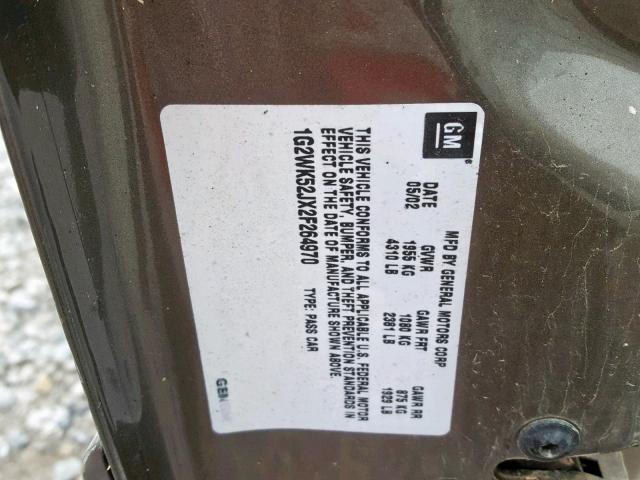 GM
MFD BY GENERAL MOTORS CORP
DATE GVWR GAWR FRT GAWR RR
05/02 1955 KG 1080 KG 875 KG
4310 LB 2381 LB 1929 LB
THIS VEHICLE CONFORMS TO ALL APPLICABLE U.S. FEDERAL MOTOR
VEHICLE SAFETY, BUMPER, AND THEFT PREVENTION STANDARDS IN
EFFECT ON THE DATE OF MANUFACTURE SHOWN ABOVE.
1G2WK52JX2F264970 TYPE: PASS CAR